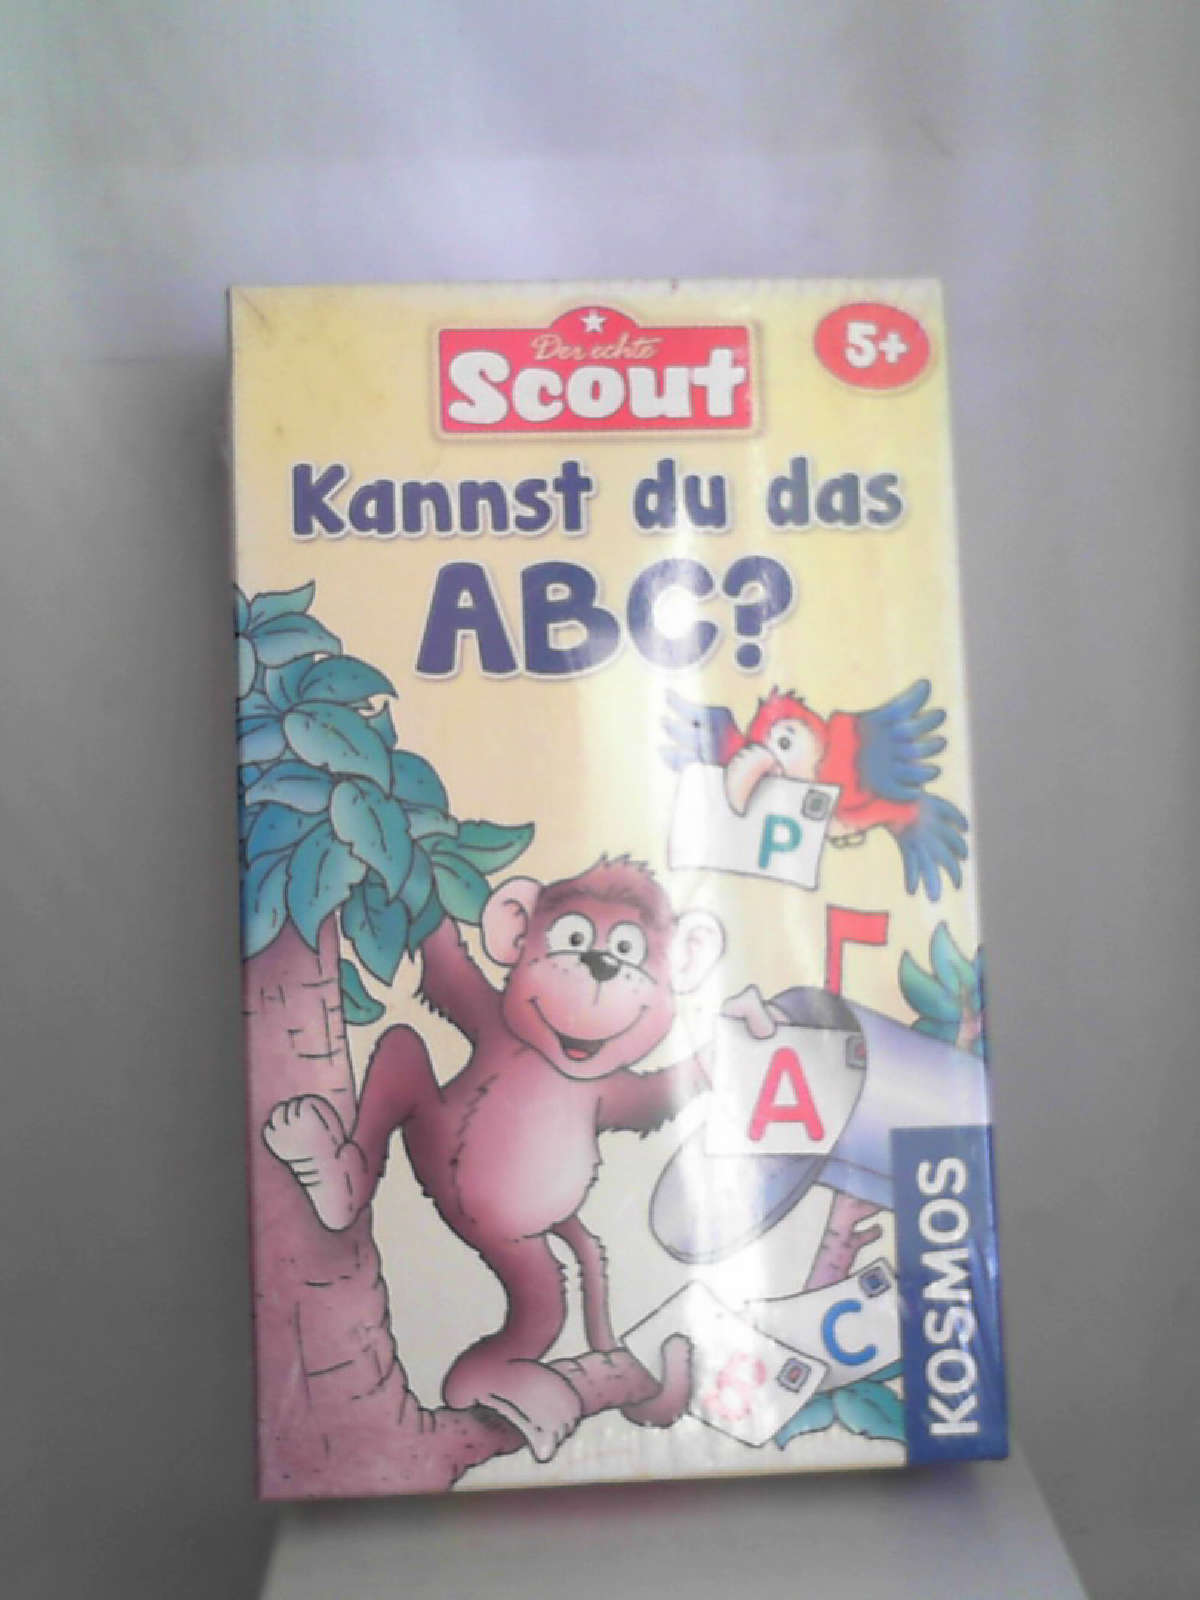 Der echte
Scout
5+
Kannst du das
ABC?
P
A
C
KOSMOS